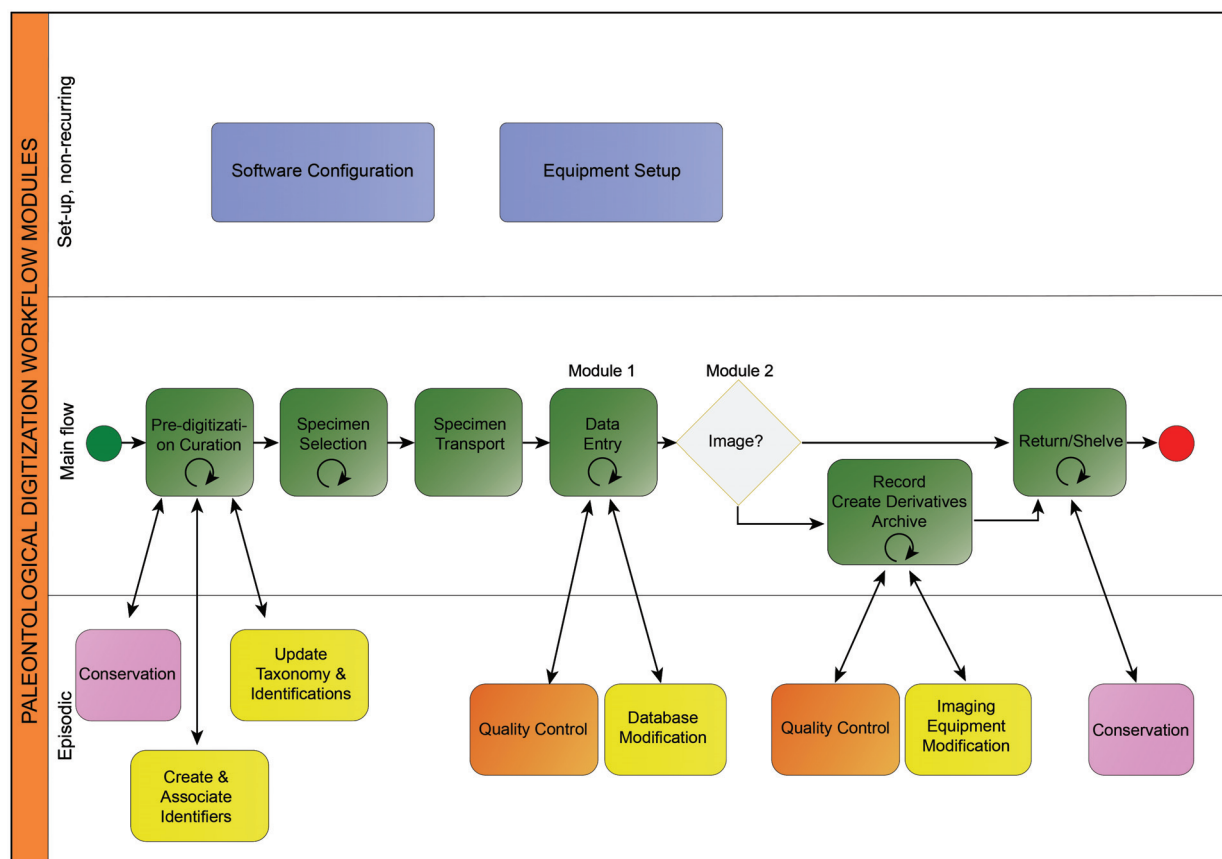 PALEONTOLOGICAL DIGITIZATION WORKFLOW MODULES
Set-up, non-recurring
Software Configuration
Equipment Setup
Main flow
Module 1
Module 2
Pre-digitizati-
on Curation
Specimen
Selection
Specimen
Transport
Data
Entry
Image?
Return/Shelve
Record
Create Derivatives
Archive
Episodic
Conservation
Update
Taxonomy &
Identifications
Create &
Associate
Identifiers
Quality Control
Database
Modification
Quality Control
Imaging
Equipment
Modification
Conservation